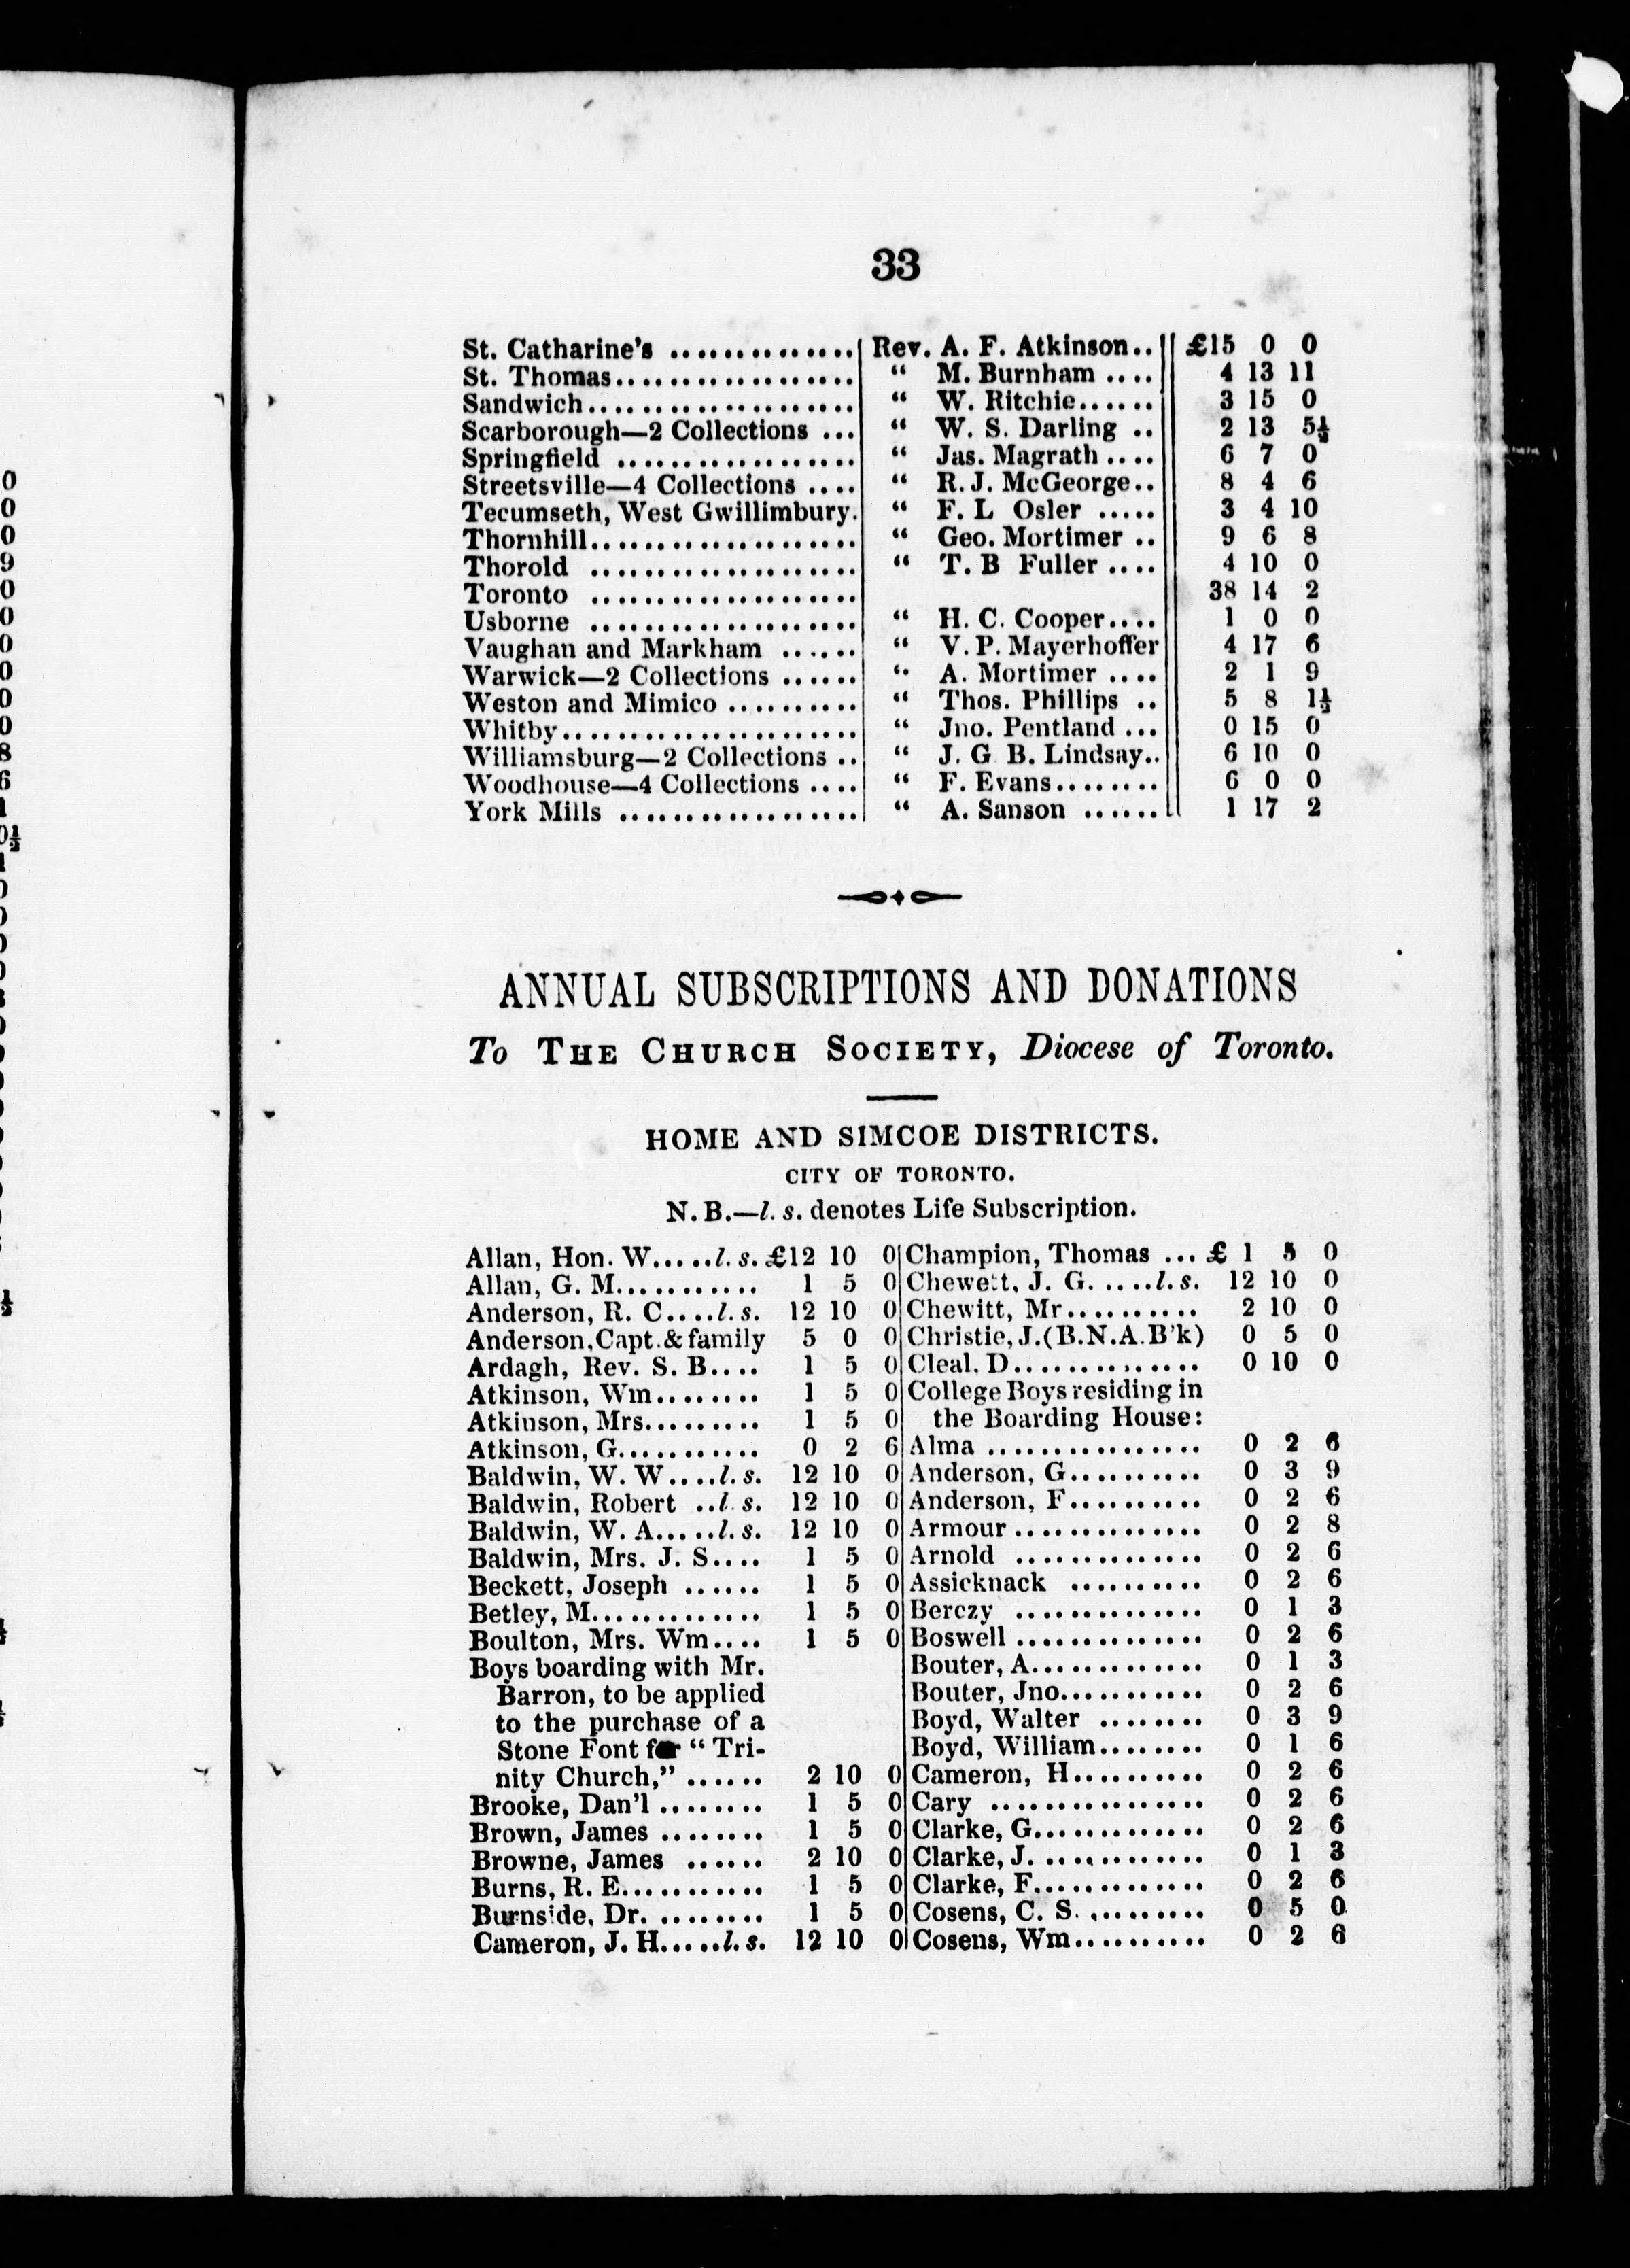 33
St. Catharine's .............. Rev. A. F. Atkinson.. £15 0 0
St. Thomas.................. " M. Burnham .... 4 13 11
Sandwich.................... " W. Ritchie...... 3 15 0
Scarborough—2 Collections ... " W. S. Darling .. 2 13 5½
Springfield .................. " Jas. Magrath .... 6 7 0
Streetsville—4 Collections .... " R. J. McGeorge.. 8 4 6
Tecumseth, West Gwillimbury. " F. L Osler ..... 3 4 10
Thornhill.................... " Geo. Mortimer .. 9 6 8
Thorold .................... " T. B Fuller .... 4 10 0
Toronto .................... 38 14 2
Usborne .................... " H. C. Cooper.... 1 0 0
Vaughan and Markham ...... " V. P. Mayerhoffer 4 17 6
Warwick—2 Collections ...... " A. Mortimer .... 2 1 9
Weston and Mimico .......... " Thos. Phillips .. 5 8 1½
Whitby...................... " Jno. Pentland ... 0 15 0
Williamsburg—2 Collections .. " J. G B. Lindsay.. 6 10 0
Woodhouse—4 Collections .... " F. Evans........ 6 0 0
York Mills .................. " A. Sanson ...... 1 17 2
ANNUAL SUBSCRIPTIONS AND DONATIONS
To THE CHURCH SOCIETY, Diocese of Toronto.
HOME AND SIMCOE DISTRICTS.
CITY OF TORONTO.
N. B.—l. s. denotes Life Subscription.
Allan, Hon. W.....l. s. £12 10 0
Allan, G. M........... 1 5 0
Anderson, R. C....l. s. 12 10 0
Anderson, Capt. & family 5 0 0
Ardagh, Rev. S. B.... 1 5 0
Atkinson, Wm........ 1 5 0
Atkinson, Mrs......... 1 5 0
Atkinson, G........... 0 2 6
Baldwin, W. W....l. s. 12 10 0
Baldwin, Robert ..l s. 12 10 0
Baldwin, W. A.....l. s. 12 10 0
Baldwin, Mrs. J. S.... 1 5 0
Beckett, Joseph ...... 1 5 0
Betley, M............. 1 5 0
Boulton, Mrs. Wm.... 1 5 0
Boys boarding with Mr.
Barron, to be applied
to the purchase of a
Stone Font for "Tri-
nity Church," ...... 2 10 0
Brooke, Dan'l ........ 1 5 0
Brown, James ........ 1 5 0
Browne, James ...... 2 10 0
Burns, R. E........... 1 5 0
Burnside, Dr. ........ 1 5 0
Cameron, J. H.....l. s. 12 10 0
Champion, Thomas ... £ 1 5 0
Chewett, J. G. ....l. s. 12 10 0
Chewitt, Mr.......... 2 10 0
Christie, J. (B.N.A.B'k) 0 5 0
Cleal, D.............. 0 10 0
College Boys residing in
the Boarding House:
Alma ................ 0 2 6
Anderson, G.......... 0 3 9
Anderson, F.......... 0 2 6
Armour .............. 0 2 8
Arnold .............. 0 2 6
Assicknack .......... 0 2 6
Berczy .............. 0 1 3
Boswell .............. 0 2 6
Bouter, A............. 0 1 3
Bouter, Jno........... 0 2 6
Boyd, Walter ........ 0 3 9
Boyd, William........ 0 1 6
Cameron, H.......... 0 2 6
Cary ................ 0 2 6
Clarke, G............. 0 2 6
Clarke, J. ............ 0 1 3
Clarke, F............. 0 2 6
Cosens, C. S. ......... 0 5 0
Cosens, Wm.......... 0 2 6